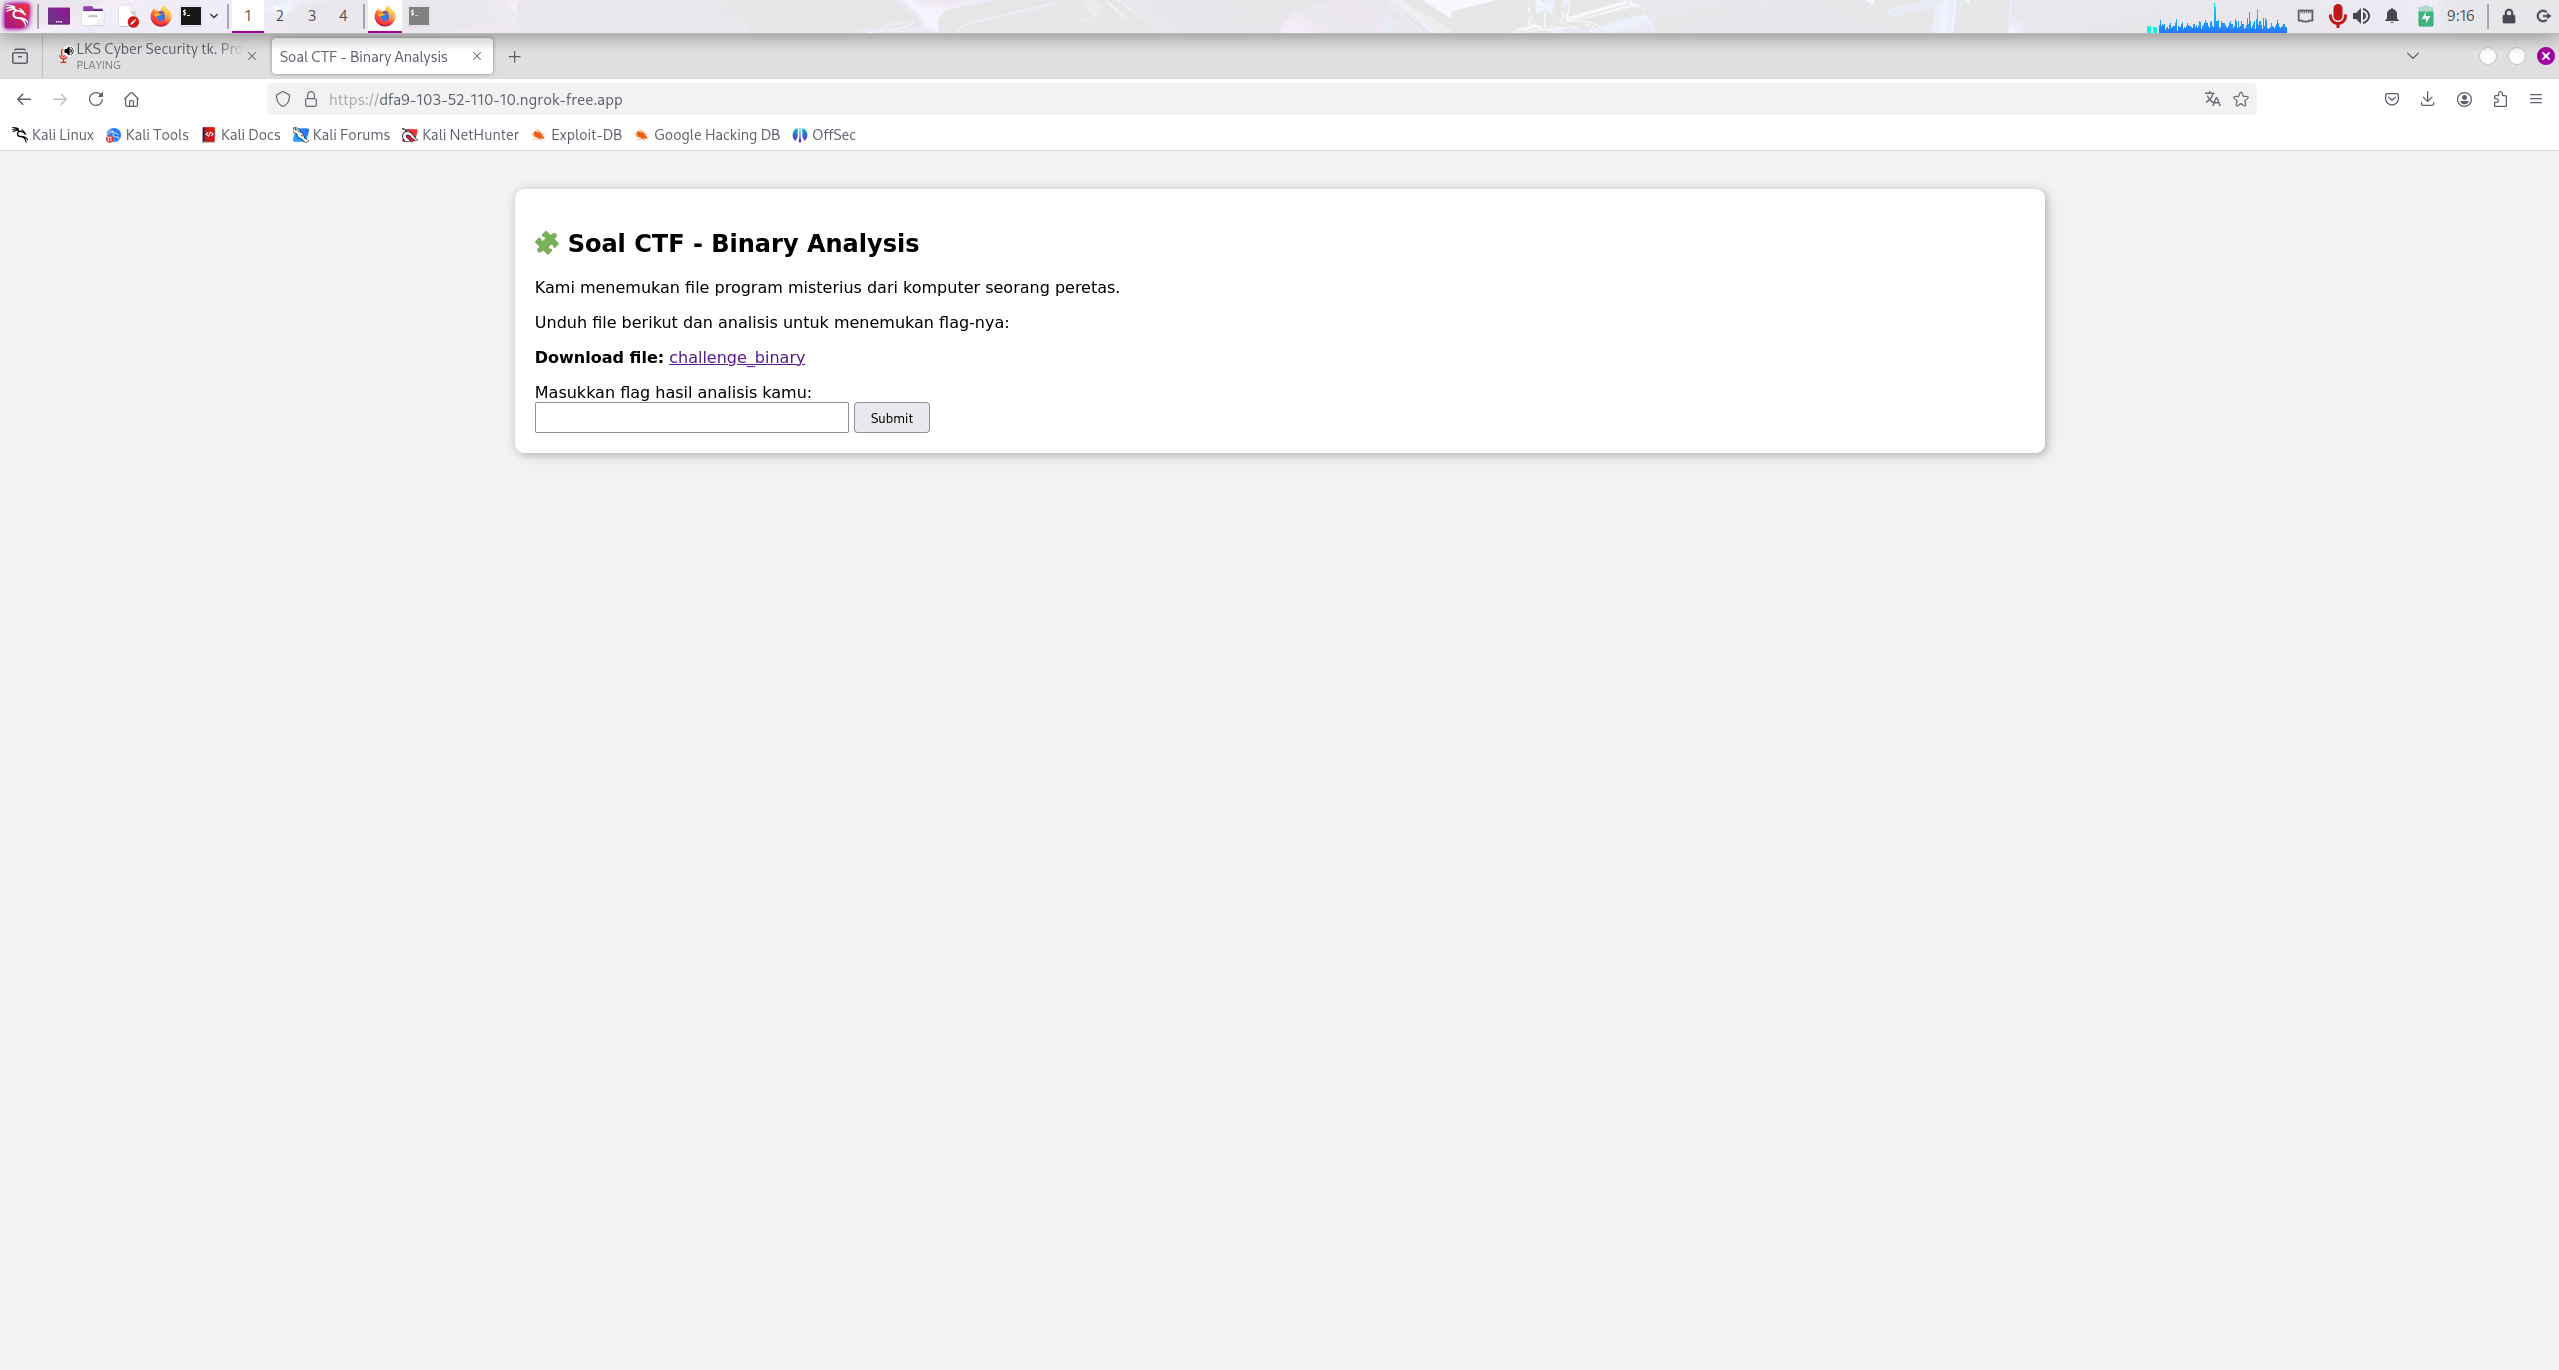 1 2 3 4 9:16
LKS Cyber Security tk. Pro
PLAYING
Soal CTF - Binary Analysis
https://dfa9-103-52-110-10.ngrok-free.app
Kali Linux Kali Tools Kali Docs Kali Forums Kali NetHunter Exploit-DB Google Hacking DB OffSec
Soal CTF - Binary Analysis
Kami menemukan file program misterius dari komputer seorang peretas.
Unduh file berikut dan analisis untuk menemukan flag-nya:
Download file: challenge_binary
Masukkan flag hasil analisis kamu:
Submit